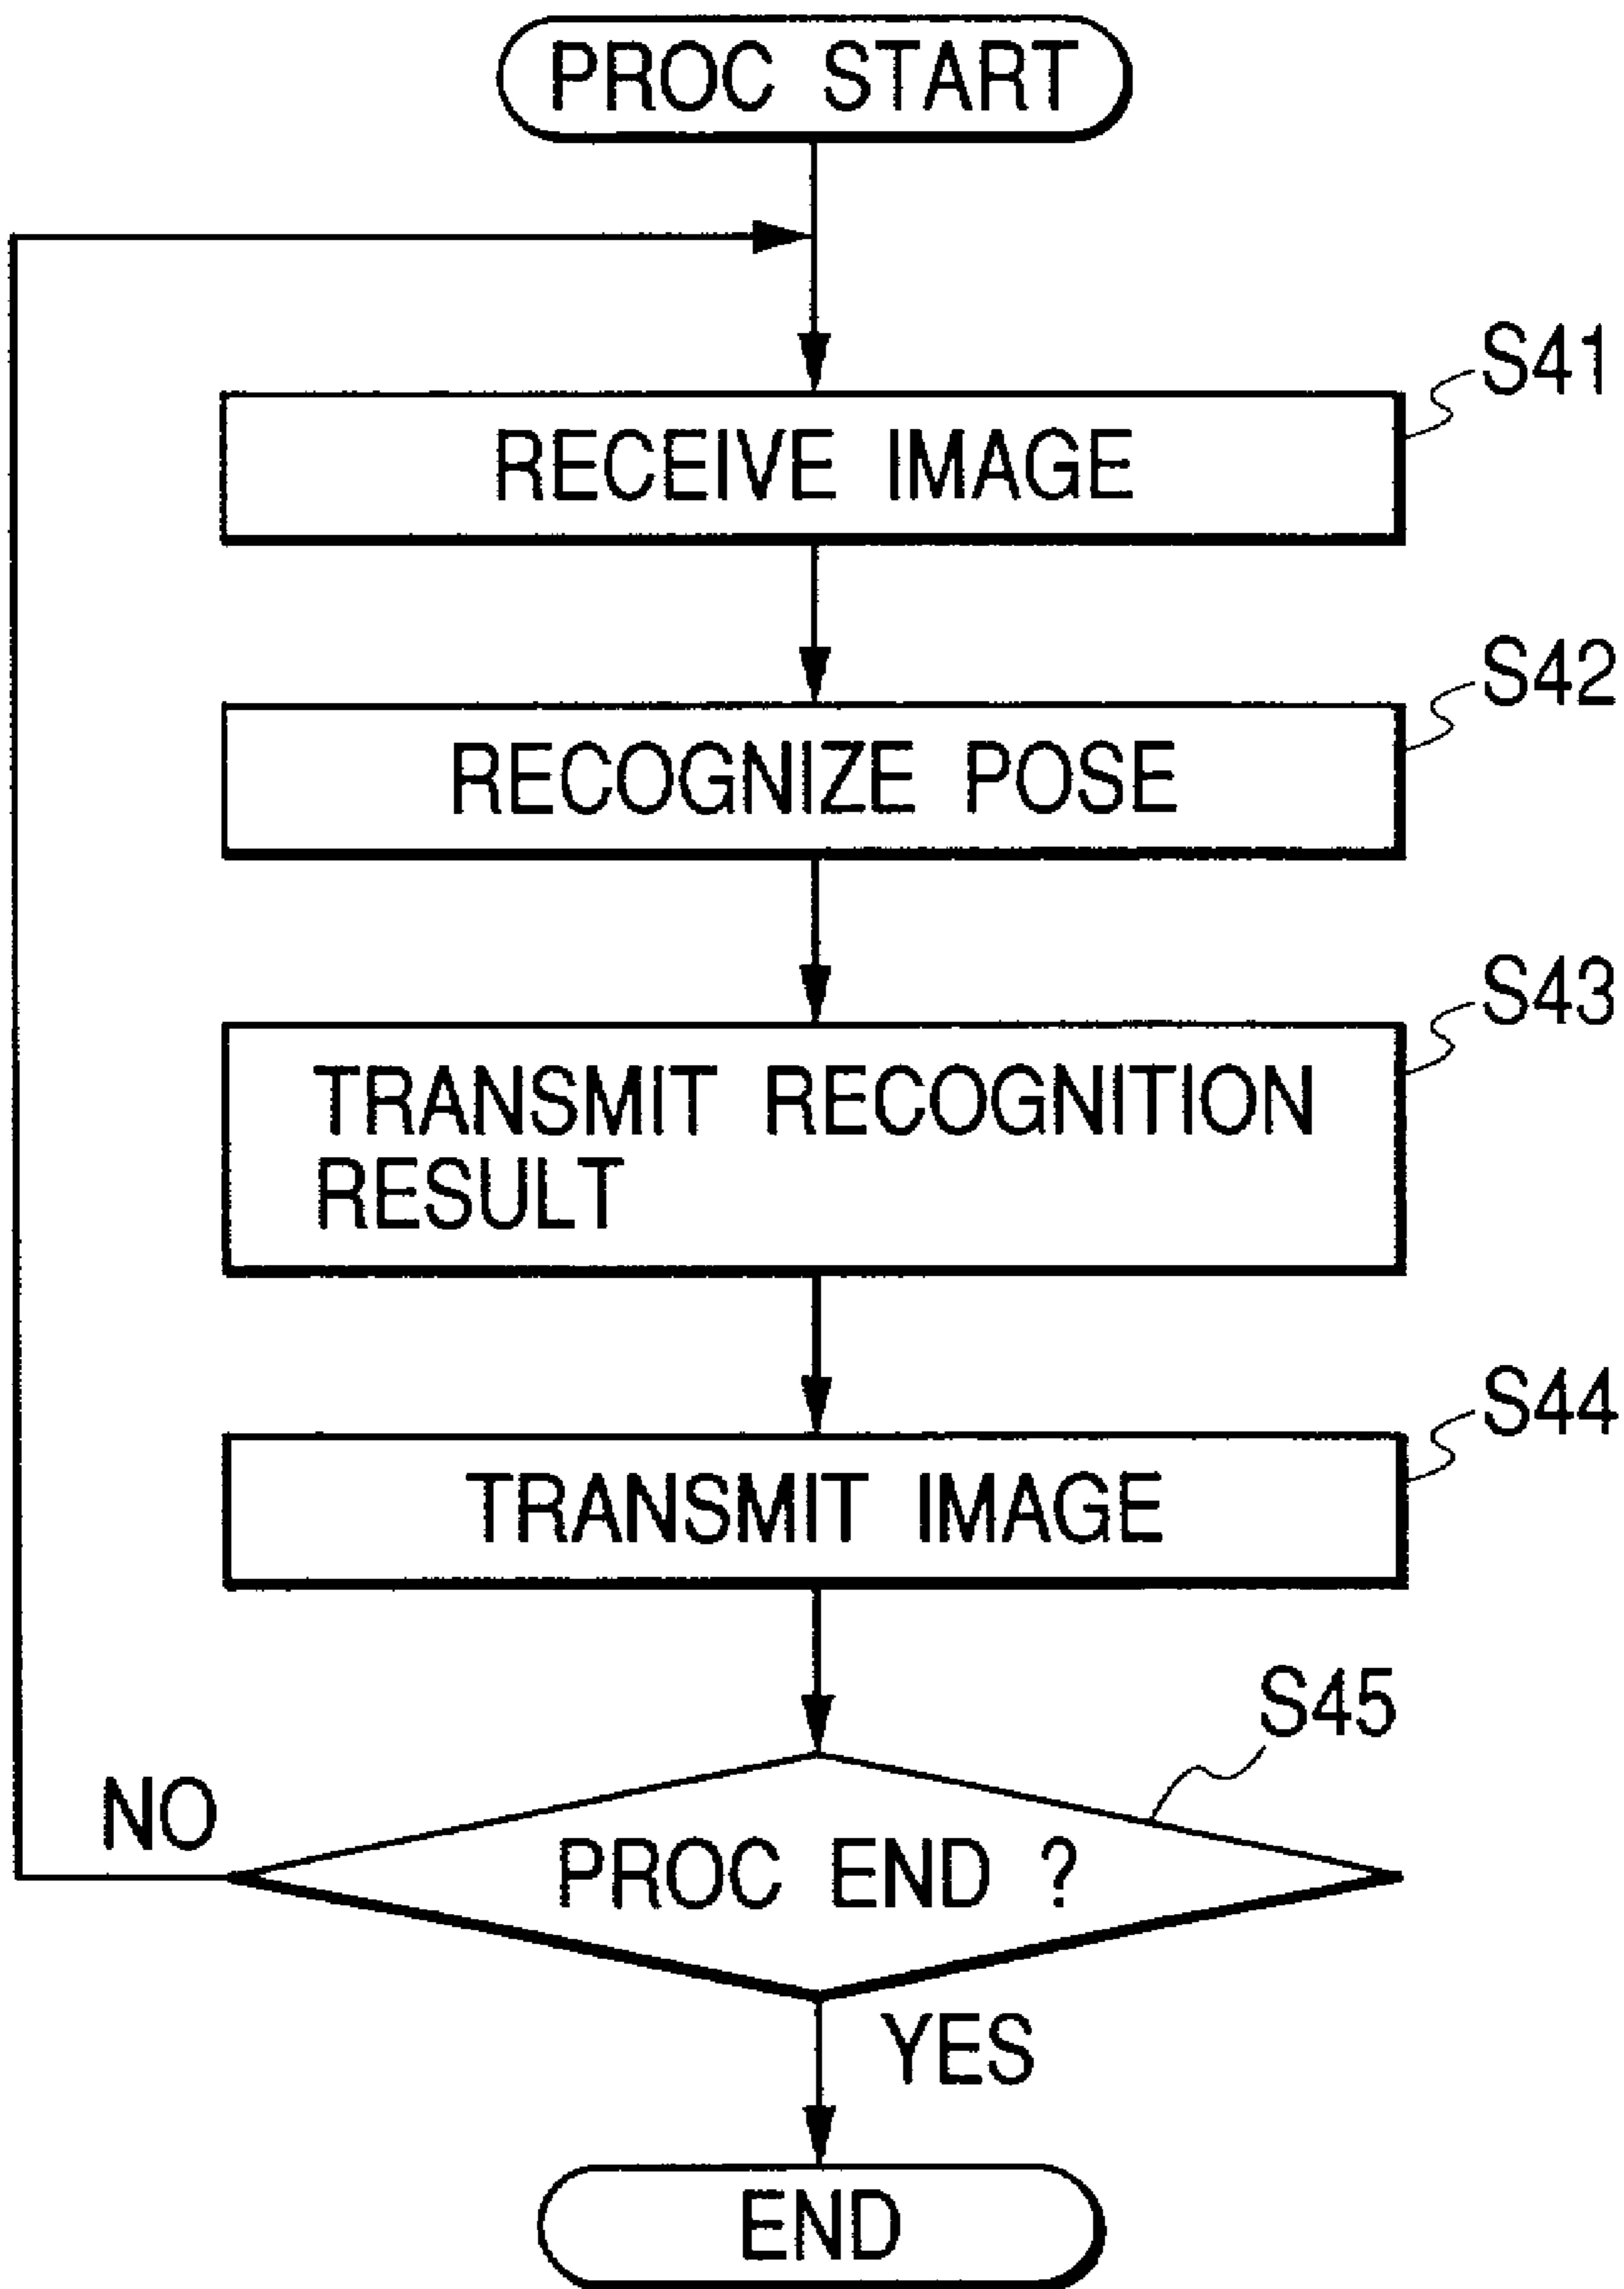 PROC START
S41
RECEIVE IMAGE
S42
RECOGNIZE POSE
S43
TRANSMIT RECOGNITION
RESULT
S44
TRANSMIT IMAGE
S45
NO
PROC END ?
YES
END